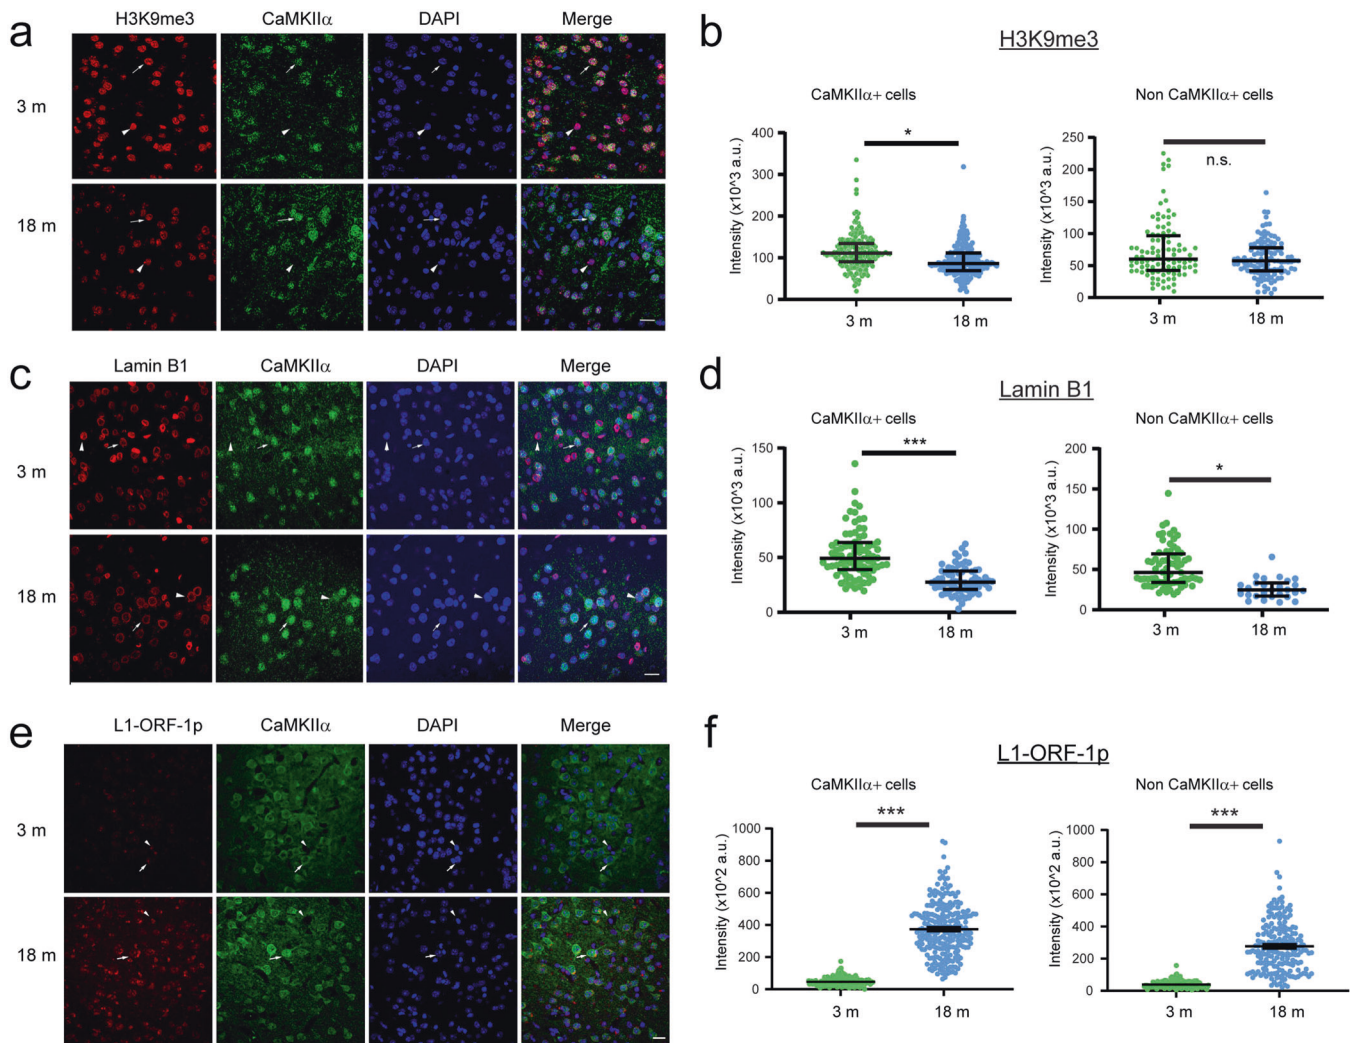 a
H3K9me3 CaMKIIα DAPI Merge
3 m
18 m
b
H3K9me3
CaMKIIα+ cells
Intensity (x10^3 a.u.)
400
300
200
100
0
*
3 m 18 m
Non CaMKIIα+ cells
Intensity (x10^3 a.u.)
250
200
150
100
50
0
n.s.
3 m 18 m
c
Lamin B1 CaMKIIα DAPI Merge
3 m
18 m
d
Lamin B1
CaMKIIα+ cells
Intensity (x10^3 a.u.)
150
100
50
0
***
3 m 18 m
Non CaMKIIα+ cells
Intensity (x10^3 a.u.)
200
150
100
50
0
*
3 m 18 m
e
L1-ORF-1p CaMKIIα DAPI Merge
3 m
18 m
f
L1-ORF-1p
CaMKIIα+ cells
Intensity (x10^2 a.u.)
1000
800
600
400
200
0
***
3 m 18 m
Non CaMKIIα+ cells
Intensity (x10^2 a.u.)
1000
800
600
400
200
0
***
3 m 18 m